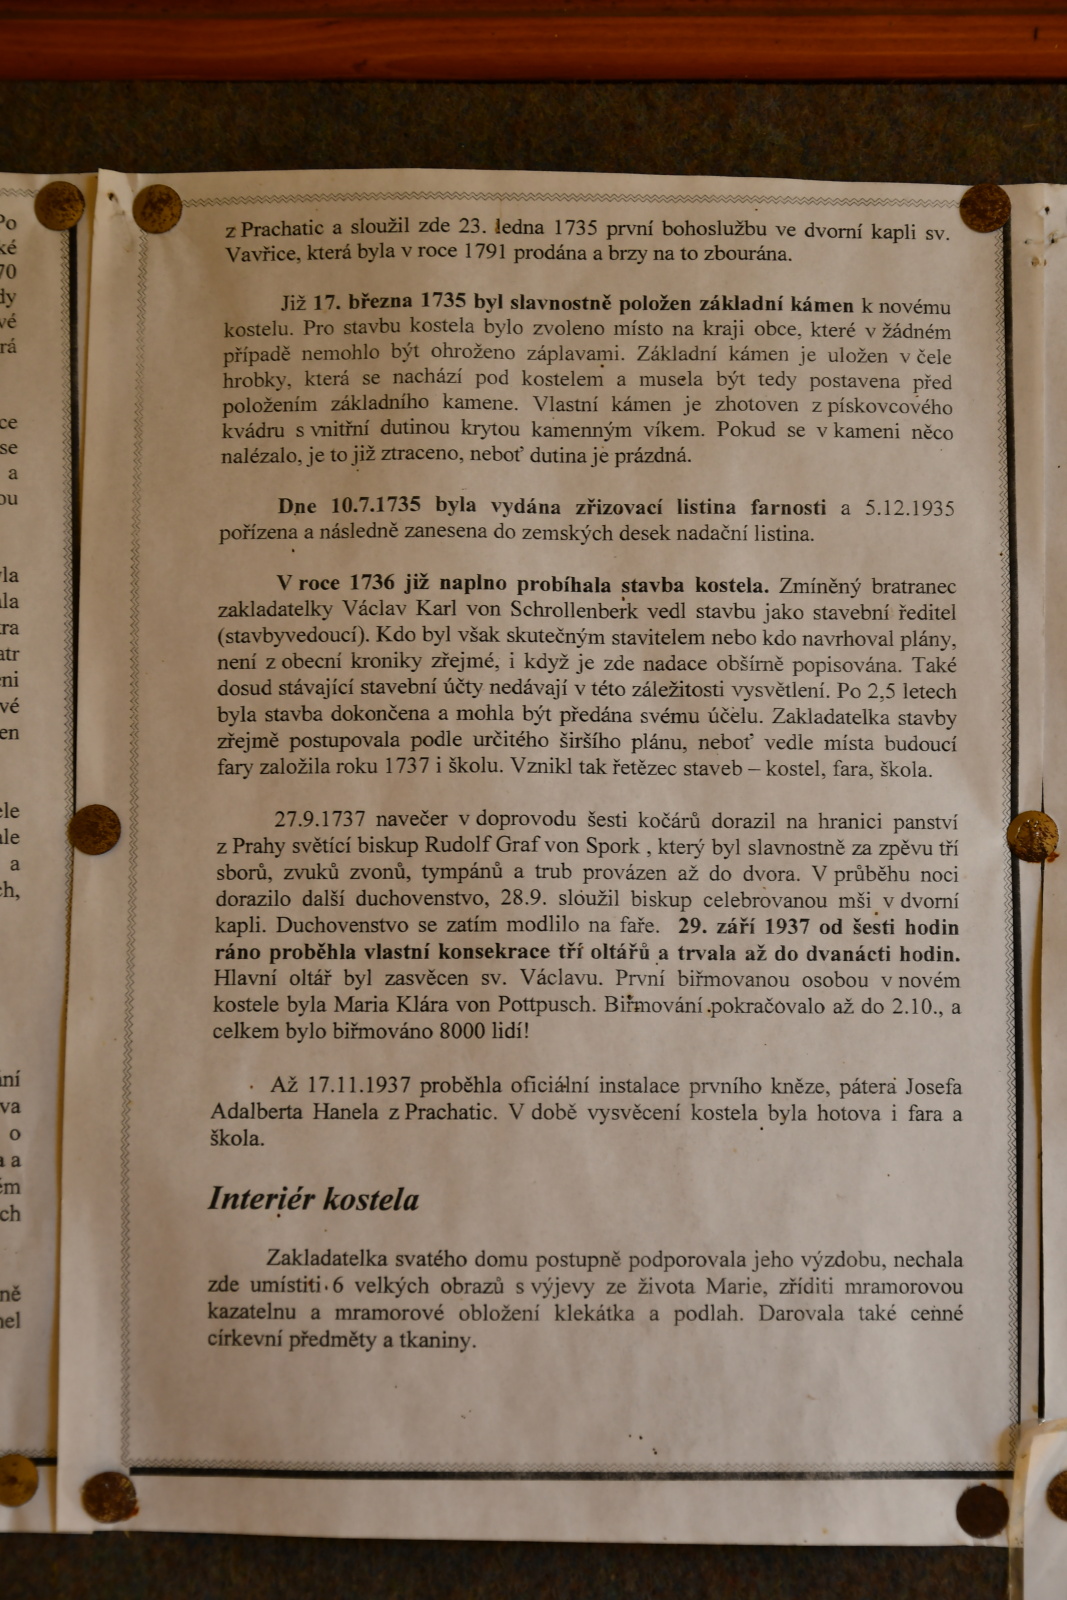 z Prachatic a sloužil zde 23. ledna 1735 první bohoslužbu ve dvorní kapli sv.
Vavřice, která byla v roce 1791 prodána a brzy na to zbourána.
Již 17. března 1735 byl slavnostně položen základní kámen k novému
kostelu. Pro stavbu kostela bylo zvoleno místo na kraji obce, které v žádném
případě nemohlo být ohroženo záplavami. Základní kámen je uložen v čele
hrobky, která se nachází pod kostelem a musela být tedy postavena před
položením základního kamene. Vlastní kámen je zhotoven z pískovcového
kvádru s vnitřní dutinou krytou kamenným víkem. Pokud se v kameni něco
nalézalo, je to již ztraceno, neboť dutina je prázdná.
Dne 10.7.1735 byla vydána zřizovací listina farnosti a 5.12.1935
pořízena a následně zanesena do zemských desek nadační listina.
V roce 1736 již naplno probíhala stavba kostela. Zmíněný bratranec
zakladatelky Václav Karl von Schrollenberk vedl stavbu jako stavební ředitel
(stavbyvedoucí). Kdo byl však skutečným stavitelem nebo kdo navrhoval plány,
není z obecní kroniky zřejmé, i když je zde nadace obšírně popisována. Také
dosud stávající stavební účty nedávají v této záležitosti vysvětlení. Po 2,5 letech
byla stavba dokončena a mohla být předána svému účelu. Zakladatelka stavby
zřejmě postupovala podle určitého širšího plánu, neboť vedle místa budoucí
fary založila roku 1737 i školu. Vznikl tak řetězec staveb – kostel, fara, škola.
27.9.1737 navečer v doprovodu šesti kočárů dorazil na hranici panství
z Prahy světící biskup Rudolf Graf von Spork , který byl slavnostně za zpěvu tří
sborů, zvuků zvonů, tympánů a trub provázen až do dvora. V průběhu noci
dorazilo další duchovenstvo, 28.9. sloužil biskup celebrovanou mši v dvorní
kapli. Duchovenstvo se zatím modlilo na faře. 29. září 1937 od šesti hodin
ráno proběhla vlastní konsekrace tří oltářů a trvala až do dvanácti hodin.
Hlavní oltář byl zasvěcen sv. Václavu. První biřmovanou osobou v novém
kostele byla Maria Klára von Pottpusch. Biřmování pokračovalo až do 2.10., a
celkem bylo biřmováno 8000 lidí!
Až 17.11.1937 proběhla oficiální instalace prvního kněze, pátera Josefa
Adalberta Hanela z Prachatic. V době vysvěcení kostela byla hotova i fara a
škola.
Interiér kostela
Zakladatelka svatého domu postupně podporovala jeho výzdobu, nechala
zde umístiti 6 velkých obrazů s výjevy ze života Marie, zříditi mramorovou
kazatelnu a mramorové obložení klekátka a podlah. Darovala také cenné
církevní předměty a tkaniny.